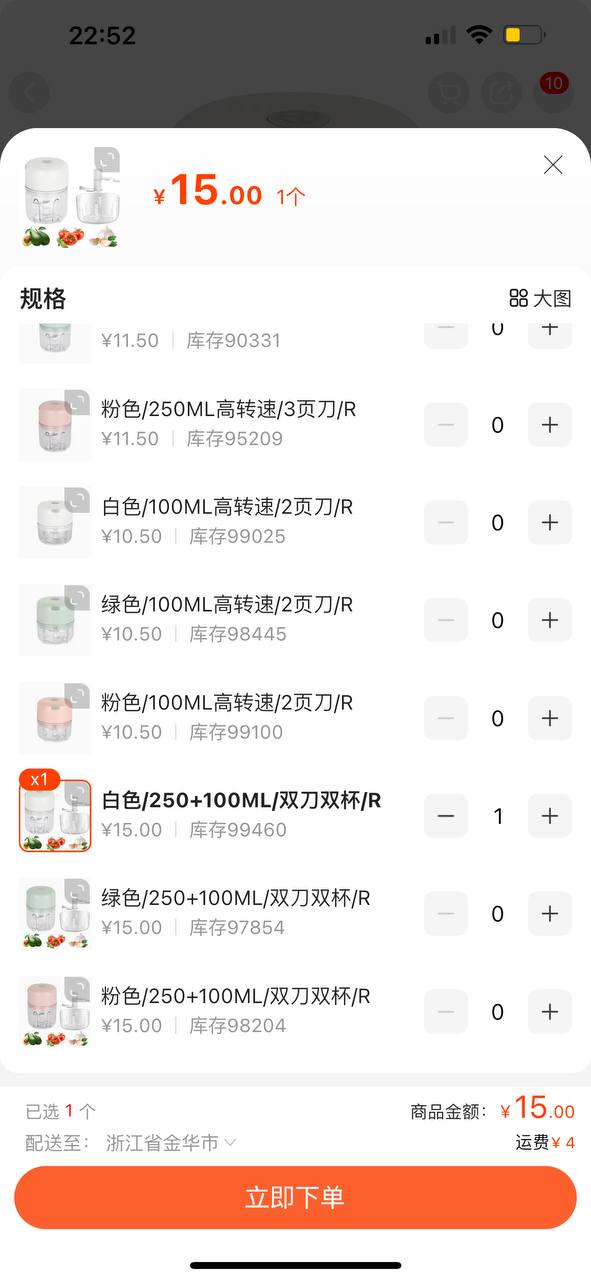 22:52
10
¥15.00 1个
规格
大图
¥11.50 | 库存90331
0
粉色/250ML高转速/3页刀/R
¥11.50 | 库存95209
0
白色/100ML高转速/2页刀/R
¥10.50 | 库存99025
0
绿色/100ML高转速/2页刀/R
¥10.50 | 库存98445
0
粉色/100ML高转速/2页刀/R
¥10.50 | 库存99100
0
x1
白色/250+100ML/双刀双杯/R
¥15.00 | 库存99460
1
绿色/250+100ML/双刀双杯/R
¥15.00 | 库存97854
0
粉色/250+100ML/双刀双杯/R
¥15.00 | 库存98204
0
已选 1 个
商品金额：¥15.00
配送至： 浙江省金华市
运费¥ 4
立即下单